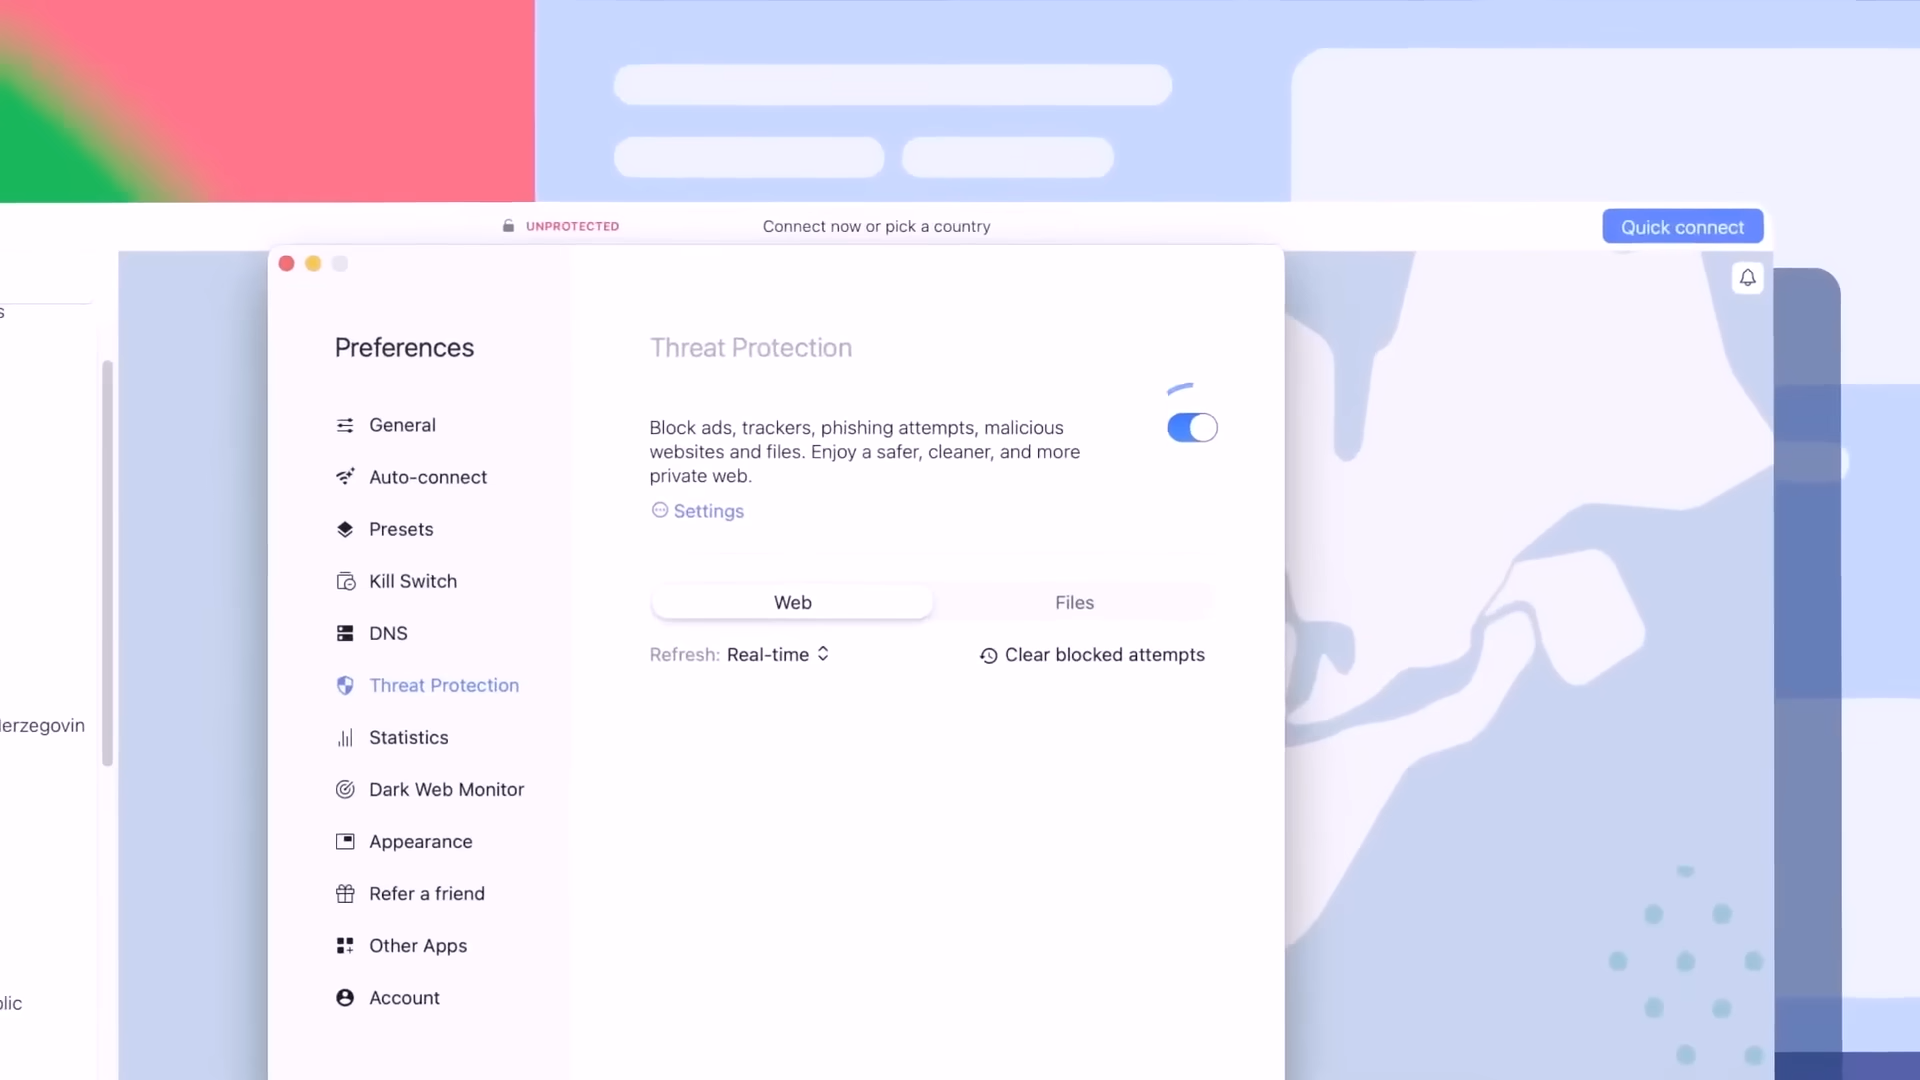 UNPROTECTED
Connect now or pick a country
Quick connect
s
Preferences
General
Auto-connect
Presets
Kill Switch
DNS
Threat Protection
Statistics
Dark Web Monitor
Appearance
Refer a friend
Other Apps
Account
Threat Protection
Block ads, trackers, phishing attempts, malicious
websites and files. Enjoy a safer, cleaner, and more
private web.
Settings
Web
Files
Refresh: Real-time
Clear blocked attempts
erzegovin
blic